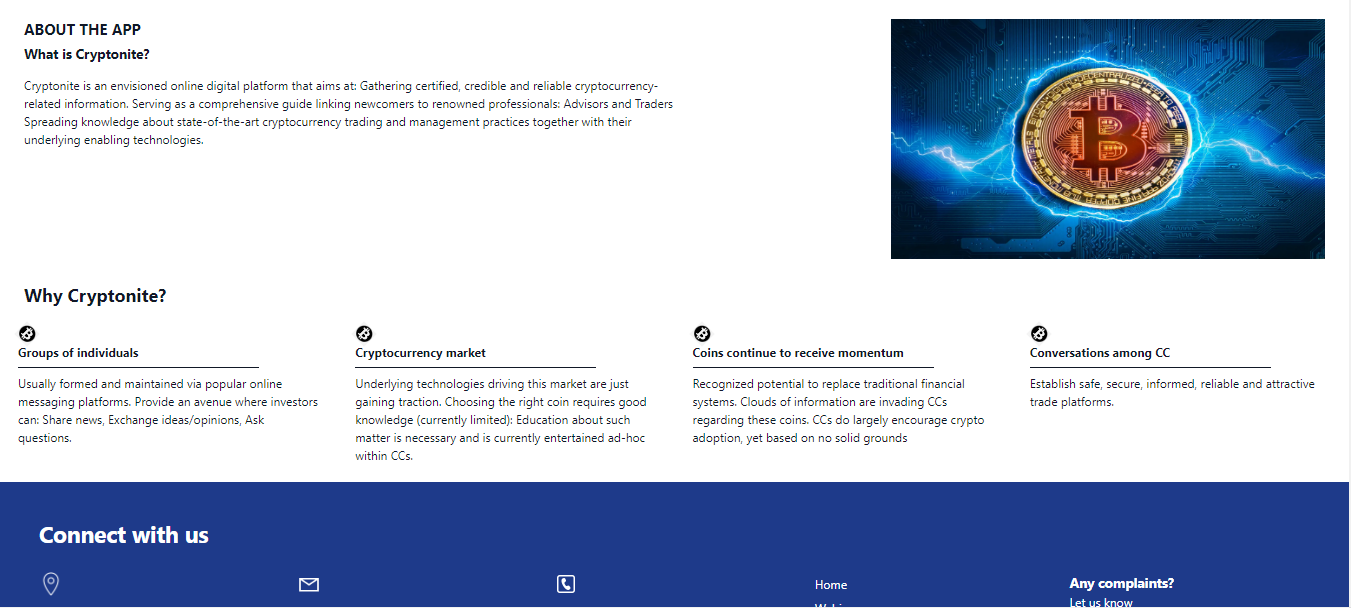 ABOUT THE APP
What is Cryptonite?
Cryptonite is an envisioned online digital platform that aims at: Gathering certified, credible and reliable cryptocurrency-
related information. Serving as a comprehensive guide linking newcomers to renowned professionals: Advisors and Traders
Spreading knowledge about state-of-the-art cryptocurrency trading and management practices together with their
underlying enabling technologies.
DECENTRALIZED
Why Cryptonite?
Groups of individuals
Usually formed and maintained via popular online
messaging platforms. Provide an avenue where investors
can: Share news, Exchange ideas/opinions, Ask
questions.
Cryptocurrency market
Underlying technologies driving this market are just
gaining traction. Choosing the right coin requires good
knowledge (currently limited): Education about such
matter is necessary and is currently entertained ad-hoc
within CCs.
Coins continue to receive momentum
Recognized potential to replace traditional financial
systems. Clouds of information are invading CCs
regarding these coins. CCs do largely encourage crypto
adoption, yet based on no solid grounds
Conversations among CC
Establish safe, secure, informed, reliable and attractive
trade platforms.
Connect with us
Home
Any complaints?
Let us know